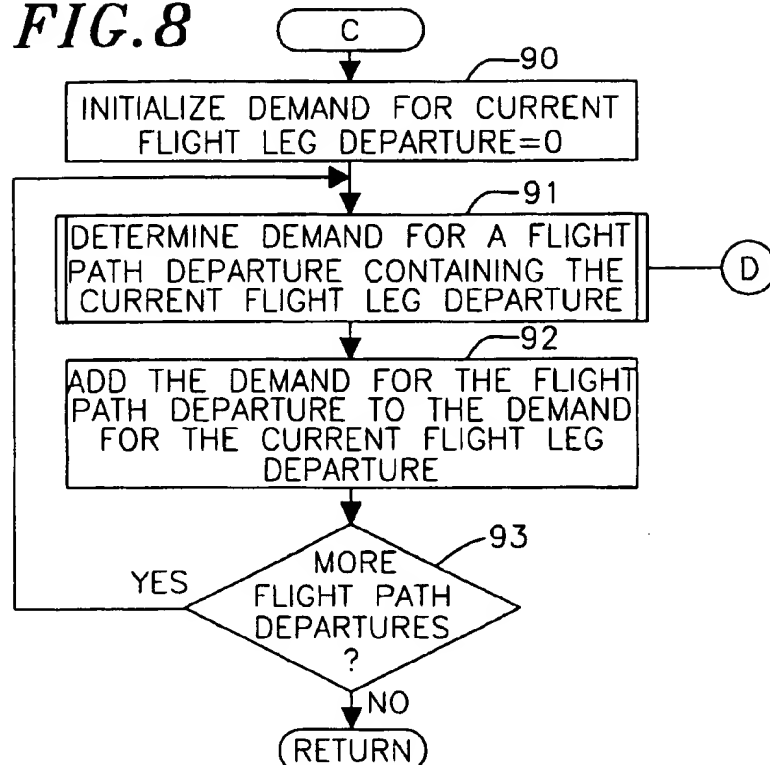 FIG.8
C
90
INITIALIZE DEMAND FOR CURRENT
FLIGHT LEG DEPARTURE=0
91
DETERMINE DEMAND FOR A FLIGHT
PATH DEPARTURE CONTAINING THE
CURRENT FLIGHT LEG DEPARTURE
D
92
ADD THE DEMAND FOR THE FLIGHT
PATH DEPARTURE TO THE DEMAND
FOR THE CURRENT FLIGHT LEG
DEPARTURE
93
MORE
FLIGHT PATH
DEPARTURES
?
YES
NO
RETURN